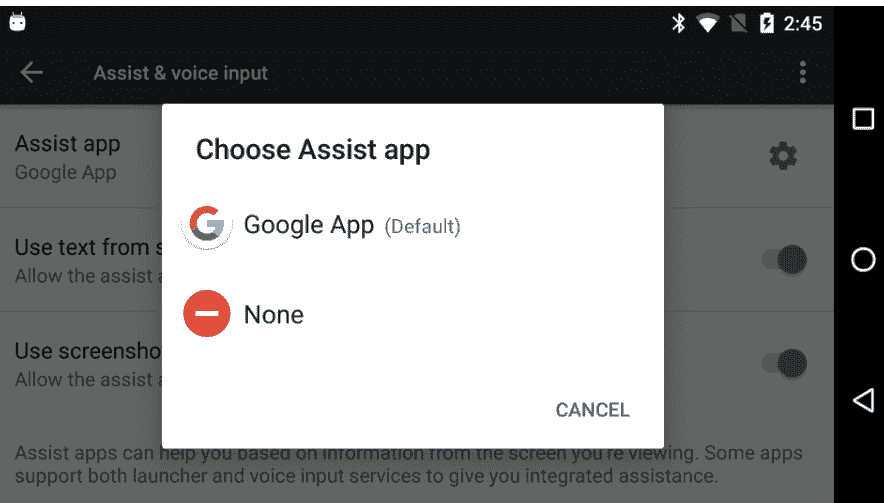 2:45
Assist & voice input
Choose Assist app
Assist app
Google App
Google App (Default)
Use text from s
Allow the assist a
None
Use screensho
Allow the assist a
CANCEL
Assist apps can help you based on information from the screen you're viewing. Some apps
support both launcher and voice input services to give you integrated assistance.